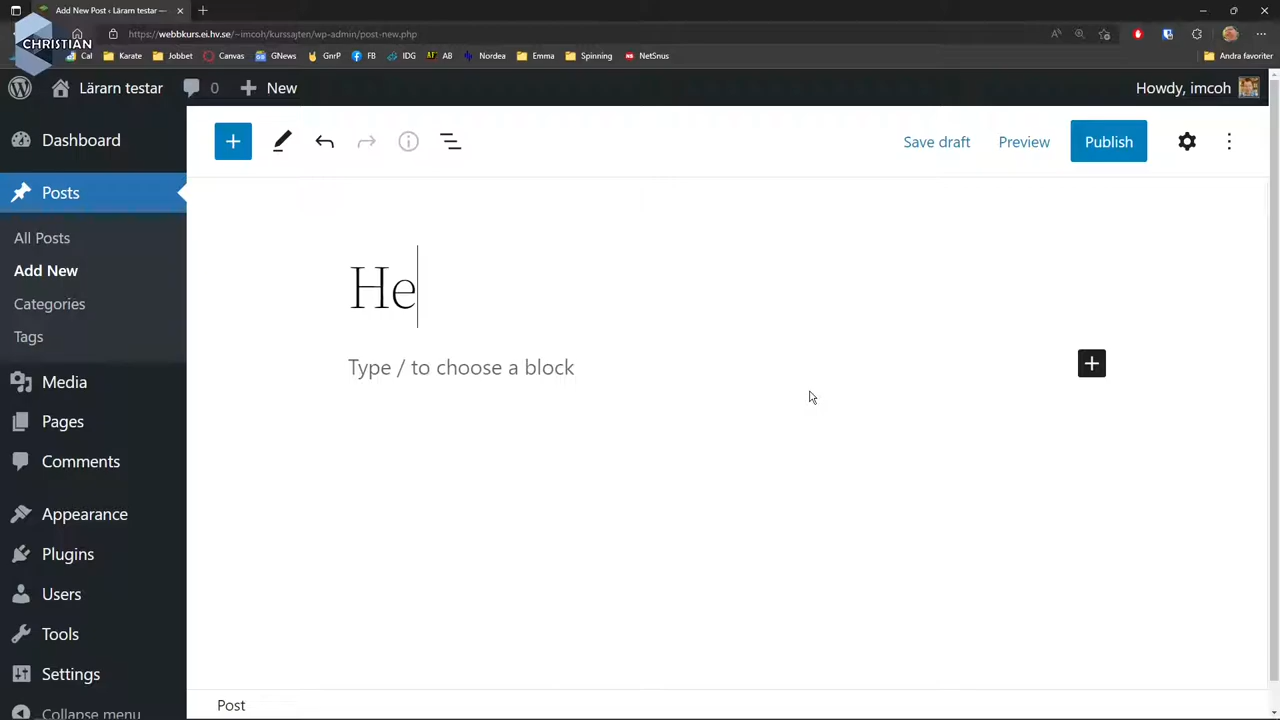 Add New Post ‹ Lärarn testar —
CHRISTIAN
https://webbkurs.ei.hv.se/~imcoh/kurssajten/wp-admin/post-new.php
Cal Karate Jobbet Canvas GNews GnrP FB IDG AB Nordea Emma Spinning NetSnus Andra favoriter
Lärarn testar 0 New Howdy, imcoh
Dashboard
Posts
All Posts
Add New
Categories
Tags
Media
Pages
Comments
Appearance
Plugins
Users
Tools
Settings
Collapse menu
Save draft Preview Publish
He
Type / to choose a block
Post